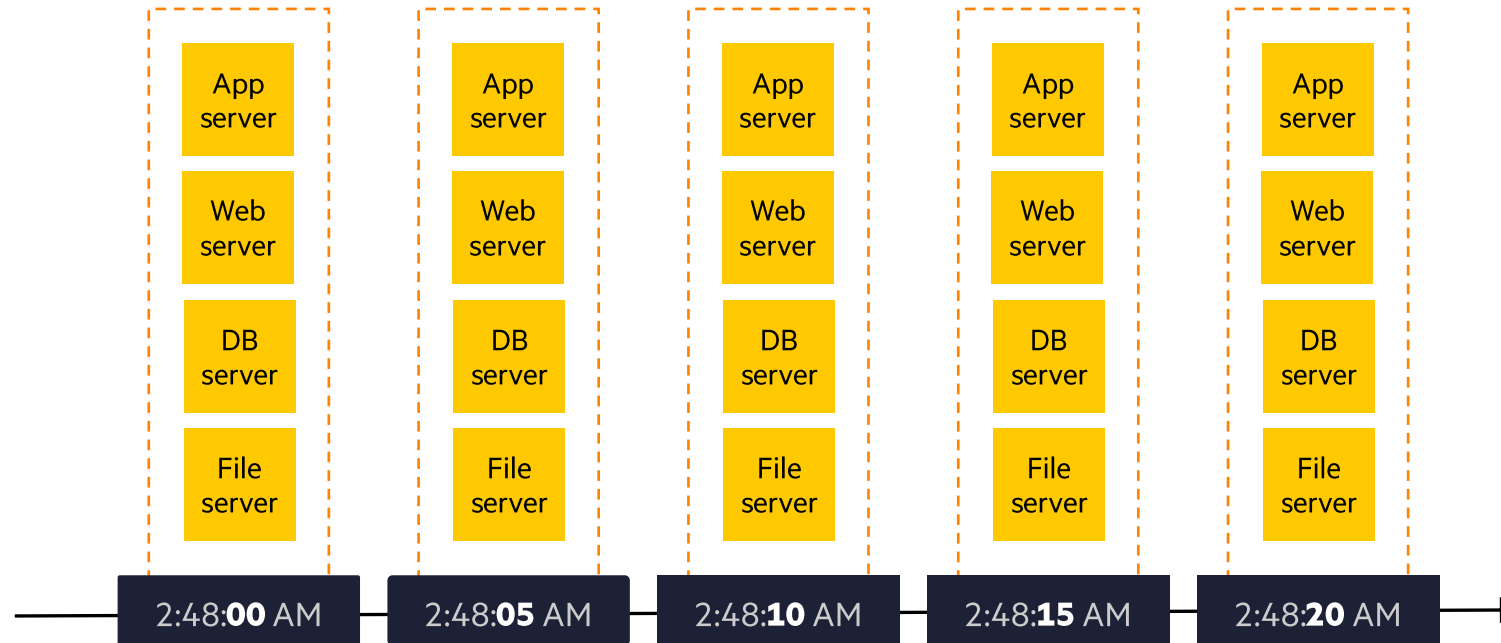 App
server
Web
server
DB
server
File
server
2:48:00 AM
App
server
Web
server
DB
server
File
server
2:48:05 AM
App
server
Web
server
DB
server
File
server
2:48:10 AM
App
server
Web
server
DB
server
File
server
2:48:15 AM
App
server
Web
server
DB
server
File
server
2:48:20 AM